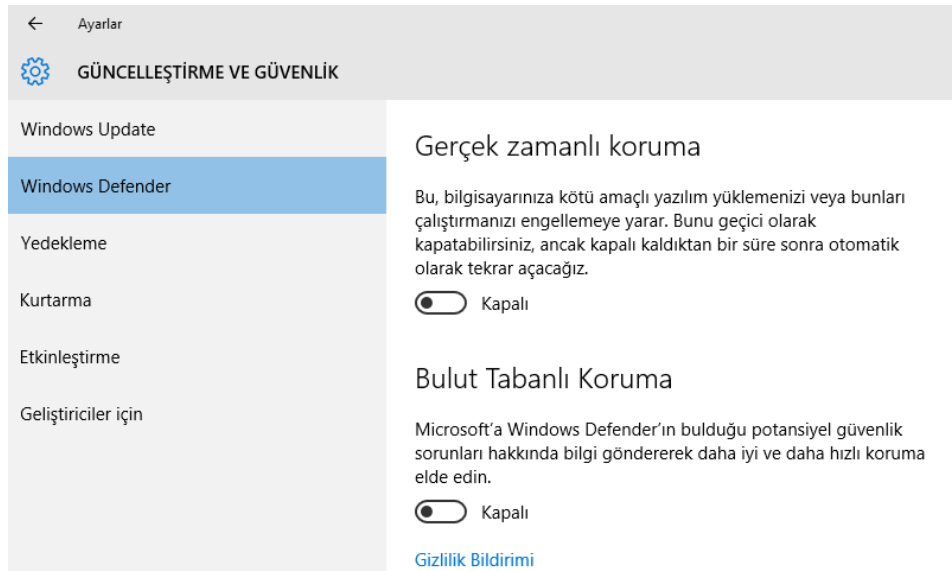 Ayarlar
GÜNCELLEŞTİRME VE GÜVENLİK
Windows Update
Windows Defender
Yedekleme
Kurtarma
Etkinleştirme
Geliştiriciler için
Gerçek zamanlı koruma
Bu, bilgisayarınıza kötü amaçlı yazılım yüklemenizi veya bunları
çalıştırmanızı engellemeye yarar. Bunu geçici olarak
kapatabilirsiniz, ancak kapalı kaldıktan bir süre sonra otomatik
olarak tekrar açacağız.
Kapalı
Bulut Tabanlı Koruma
Microsoft'a Windows Defender'ın bulduğu potansiyel güvenlik
sorunları hakkında bilgi göndererek daha iyi ve daha hızlı koruma
elde edin.
Kapalı
Gizlilik Bildirimi